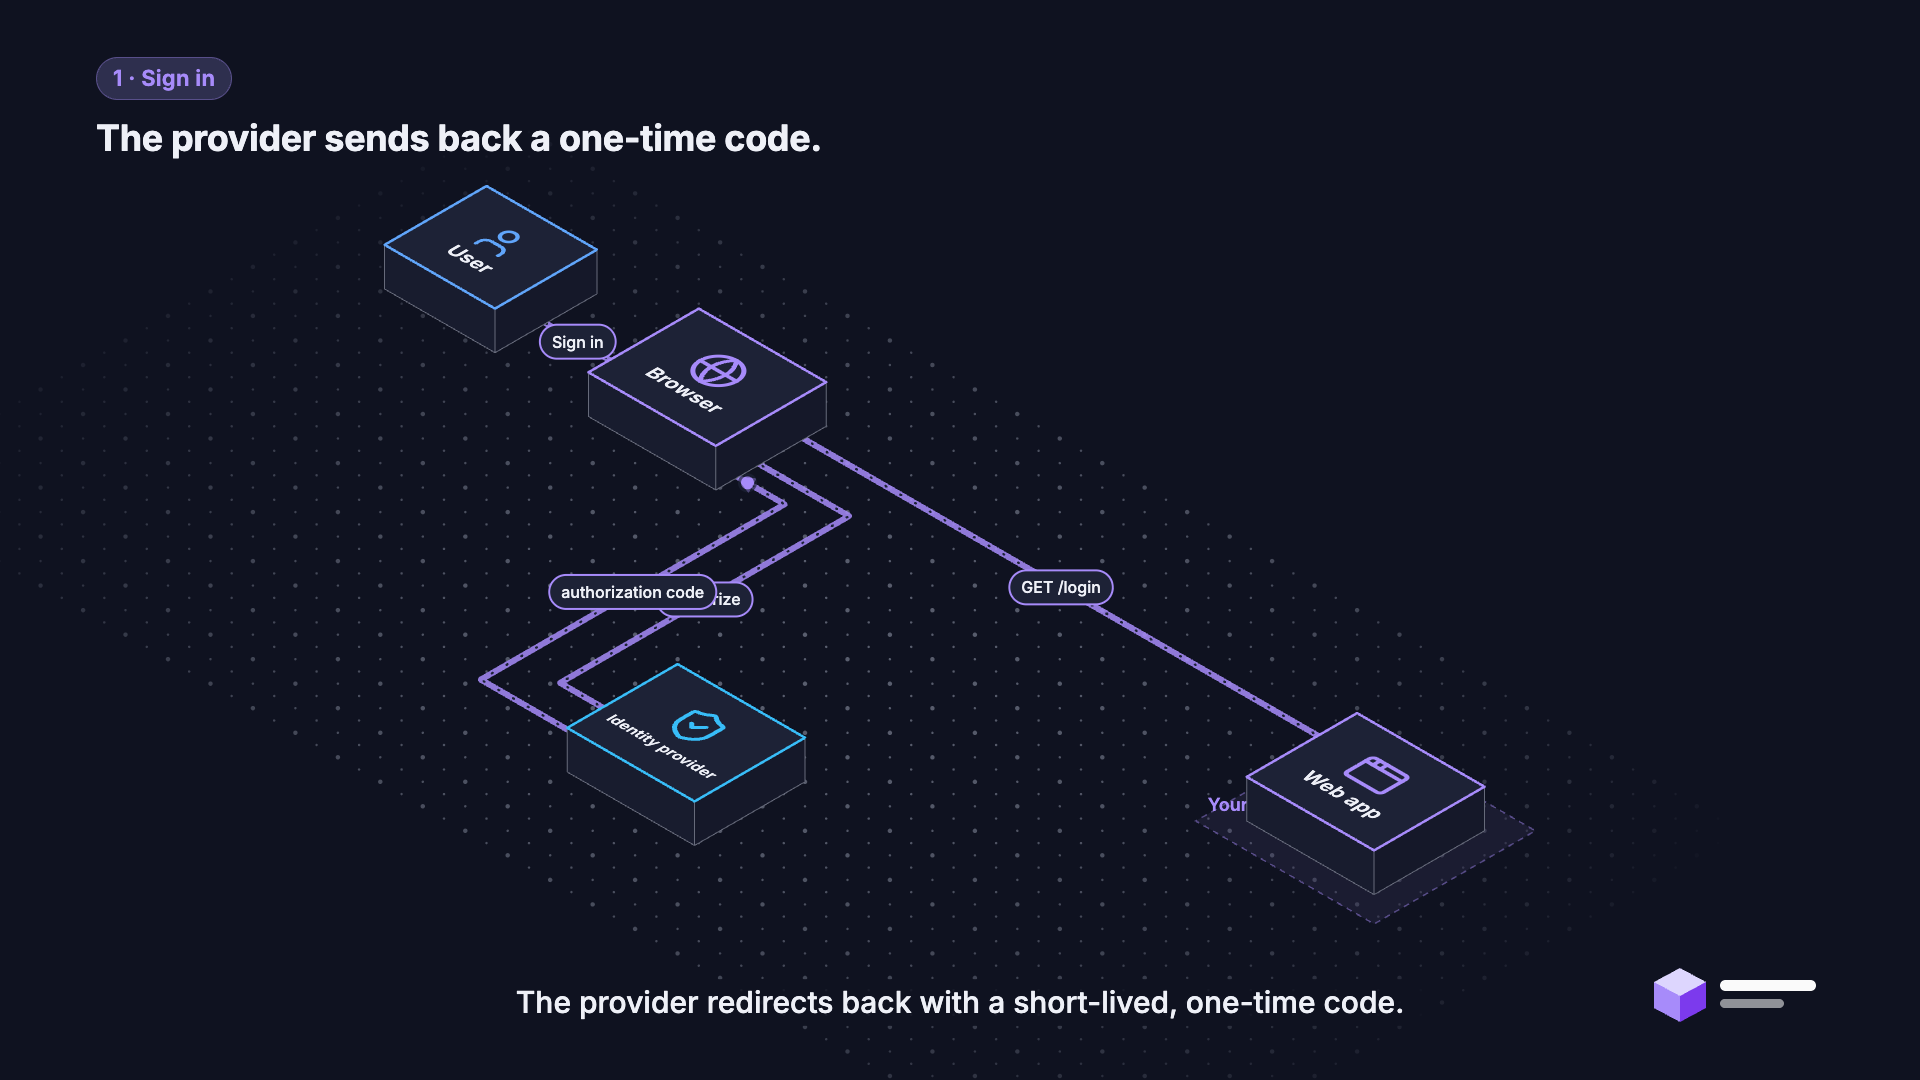 1 · Sign in
The provider sends back a one-time code.
User
Sign in
Browser
authorization code
GET /login
Identity provider
Your
Web app
The provider redirects back with a short-lived, one-time code.